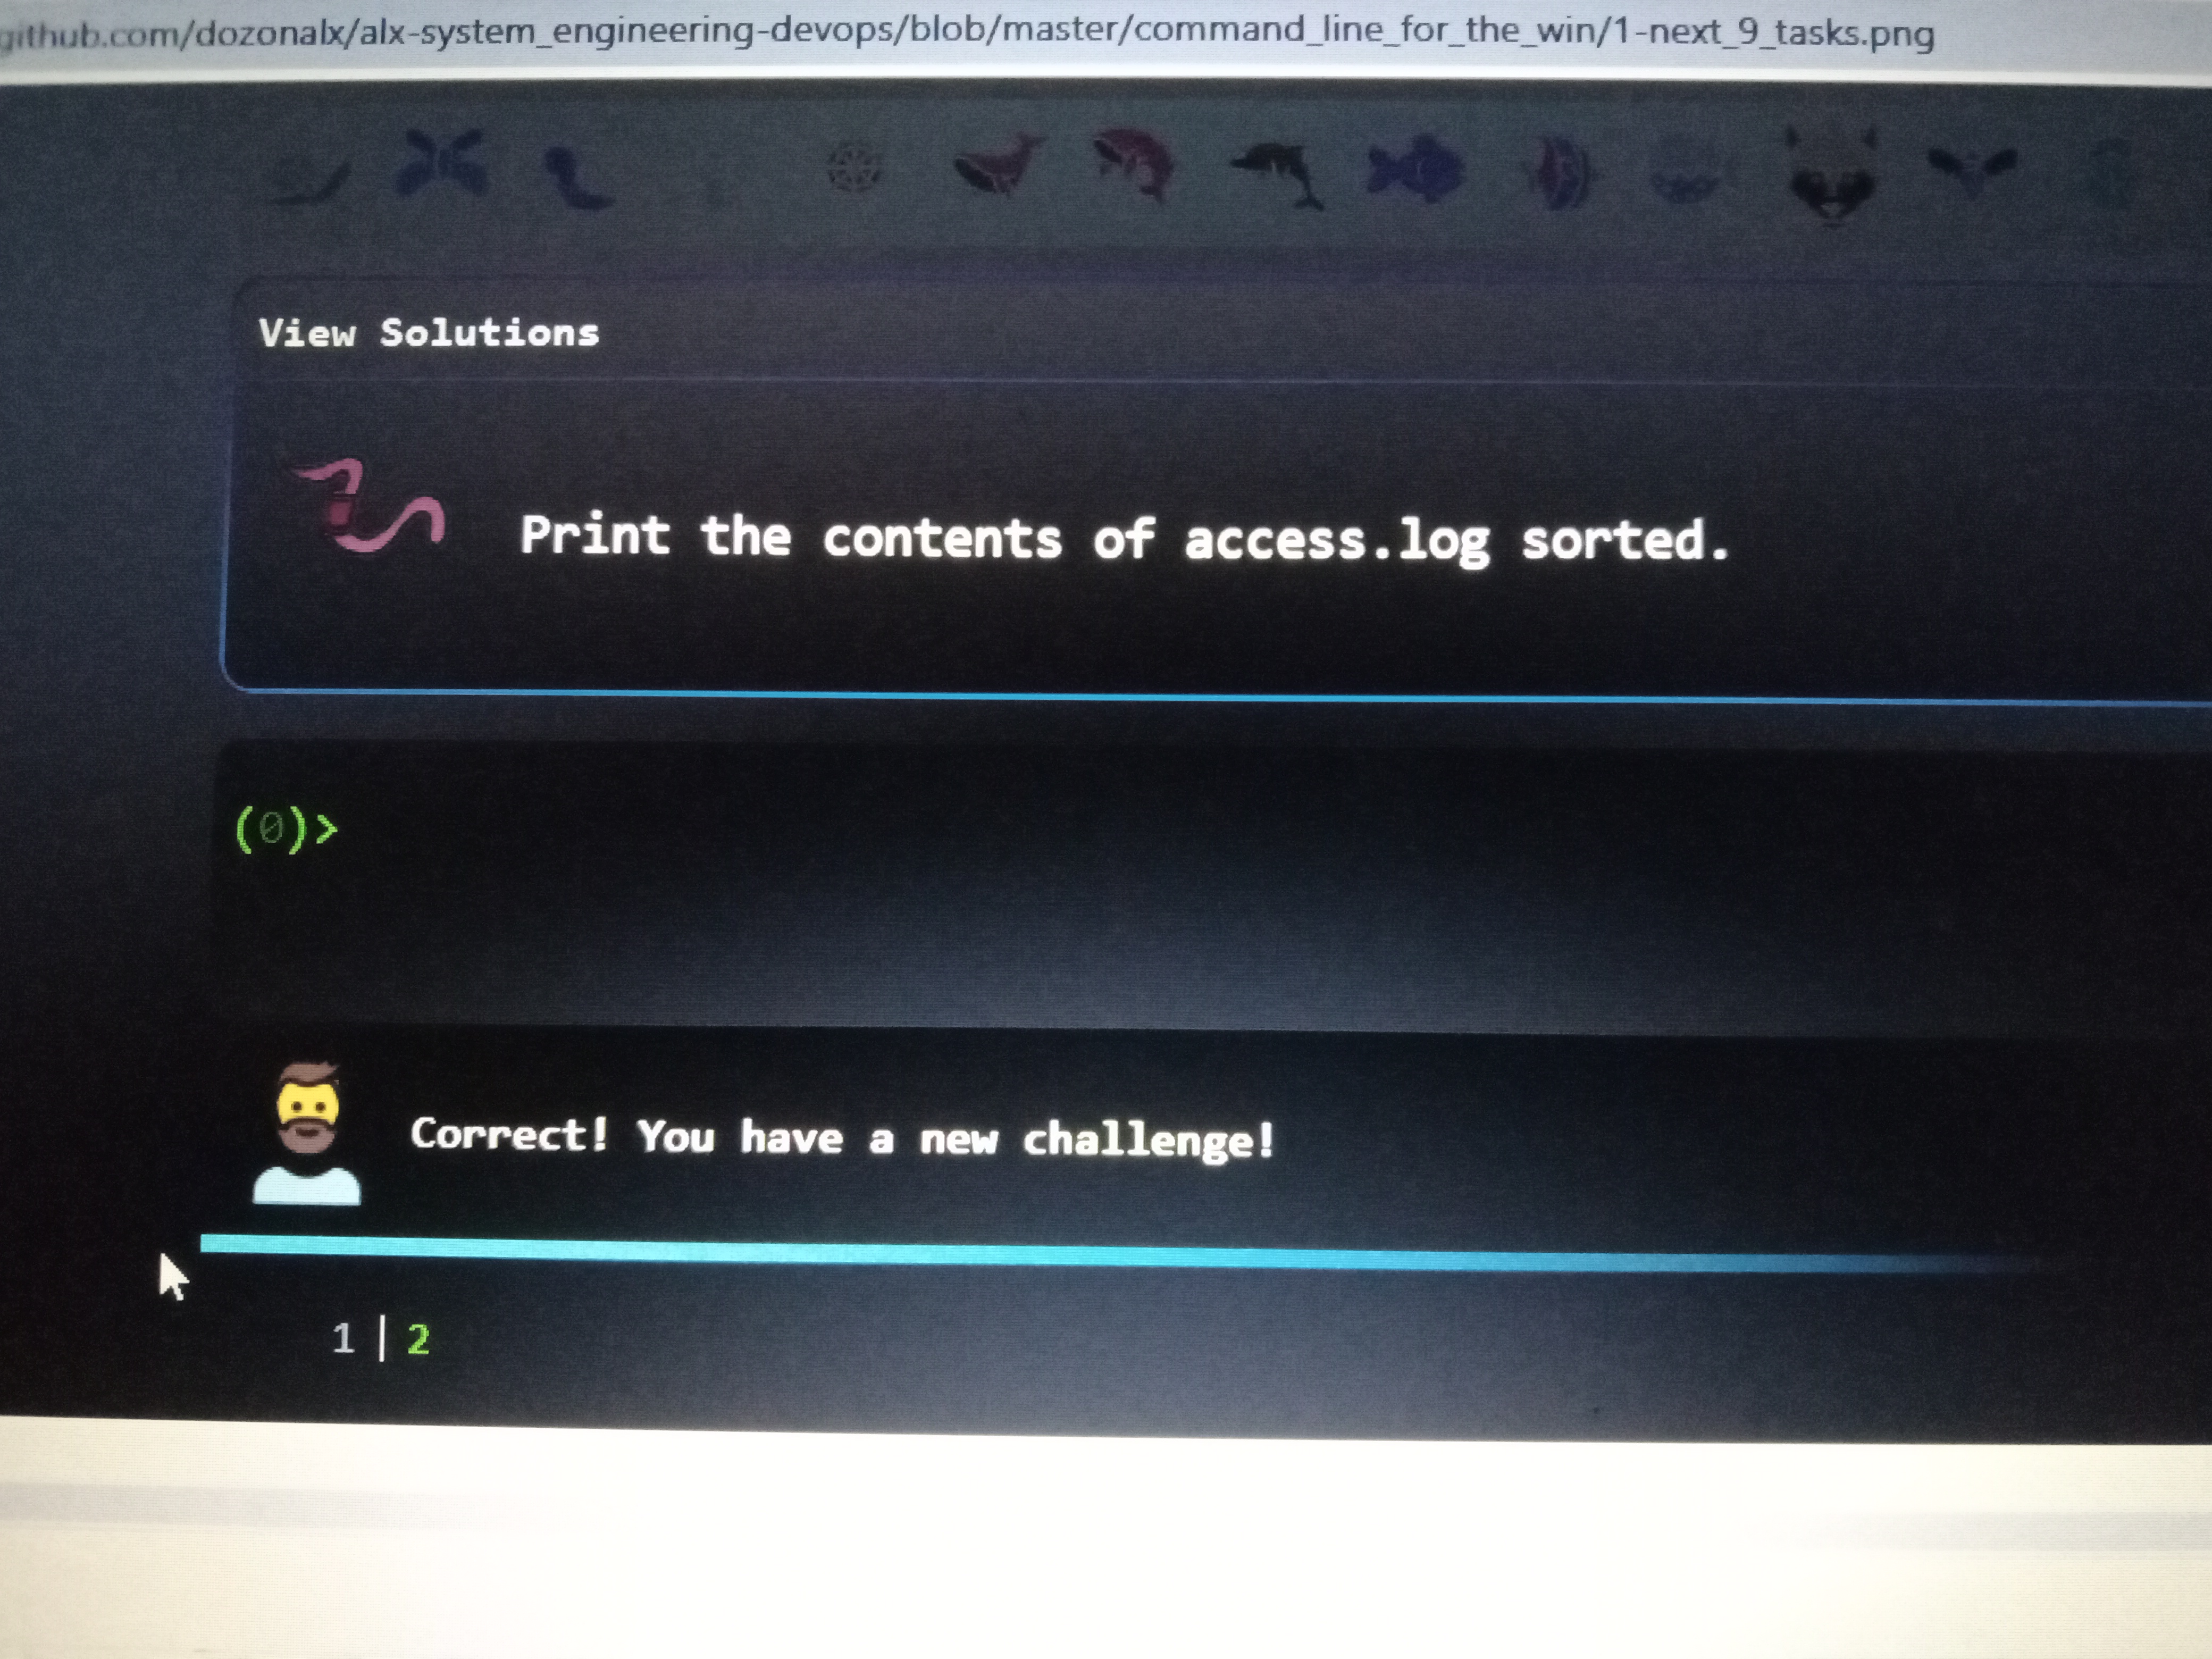 github.com/dozonalx/alx-system_engineering-devops/blob/master/command_line_for_the_win/1-next_9_tasks.png
View Solutions
Print the contents of access.log sorted.
(0)>
Correct! You have a new challenge!
1 | 2